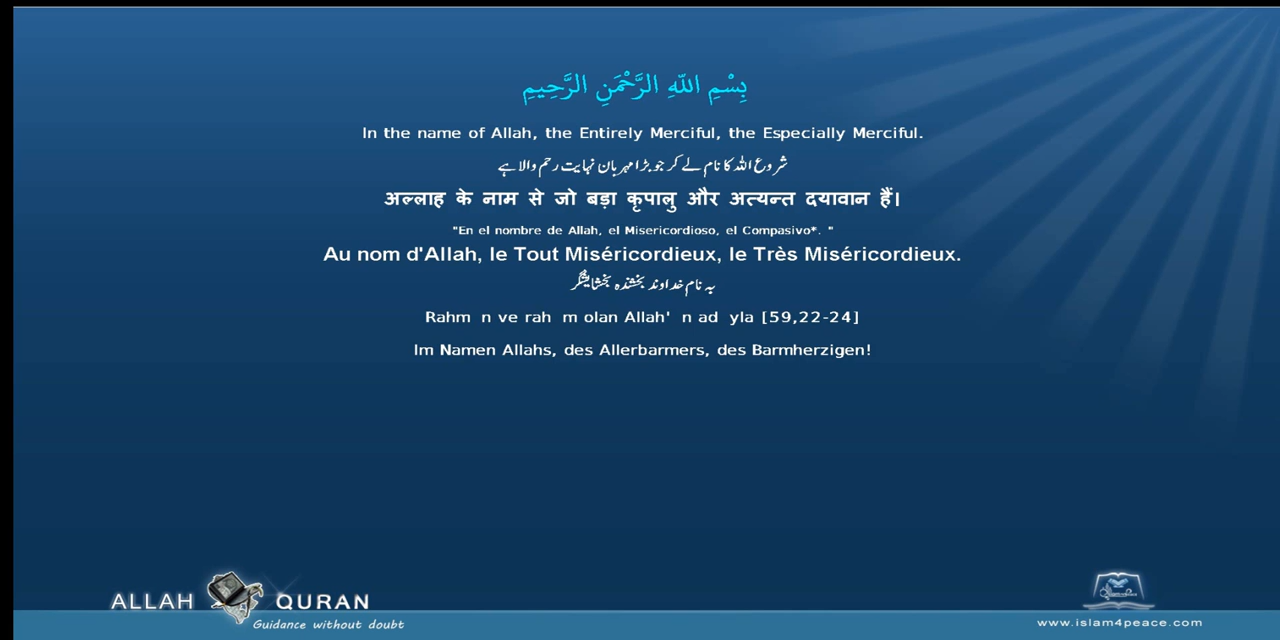 بِسْمِ اللَّهِ الرَّحْمَنِ الرَّحِيمِ
In the name of Allah, the Entirely Merciful, the Especially Merciful.
شروع الله کا نام لے کر جو بڑا مہربان نہایت رحم والا ہے
अल्लाह के नाम से जो बड़ा कृपालु और अत्यन्त दयावान हैं।
"En el nombre de Allah, el Misericordioso, el Compasivo*. "
Au nom d'Allah, le Tout Miséricordieux, le Très Miséricordieux.
به نام خداوند بخشنده بخشایشگر
Rahm n ve rah m olan Allah' n ad yla [59,22-24]
Im Namen Allahs, des Allerbarmers, des Barmherzigen!
ALLAH QURAN
Guidance without doubt
www.islam4peace.com